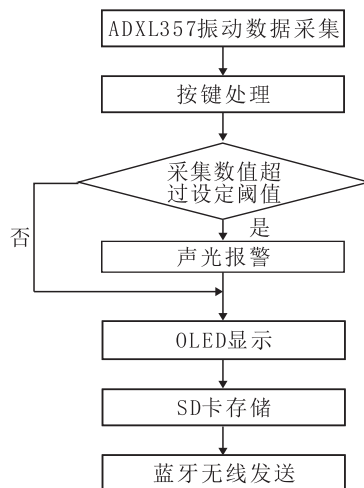 ADXL357振动数据采集
按键处理
采集数值超
过设定阈值
是
否
声光报警
OLED显示
SD卡存储
蓝牙无线发送